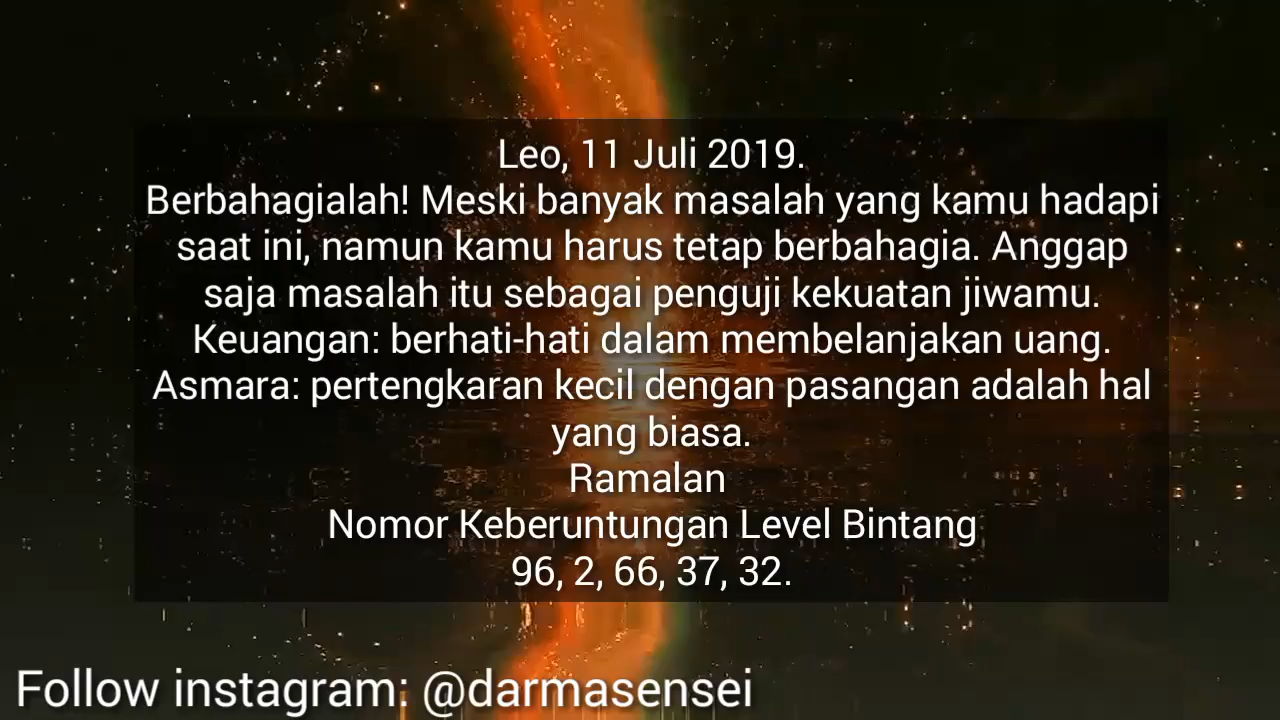 Leo, 11 Juli 2019.
Berbahagialah! Meski banyak masalah yang kamu hadapi
saat ini, namun kamu harus tetap berbahagia. Anggap
saja masalah itu sebagai penguji kekuatan jiwamu.
Keuangan: berhati-hati dalam membelanjakan uang.
Asmara: pertengkaran kecil dengan pasangan adalah hal
yang biasa.
Ramalan
Nomor Keberuntungan Level Bintang
96, 2, 66, 37, 32.
Follow instagram: @darmasensei